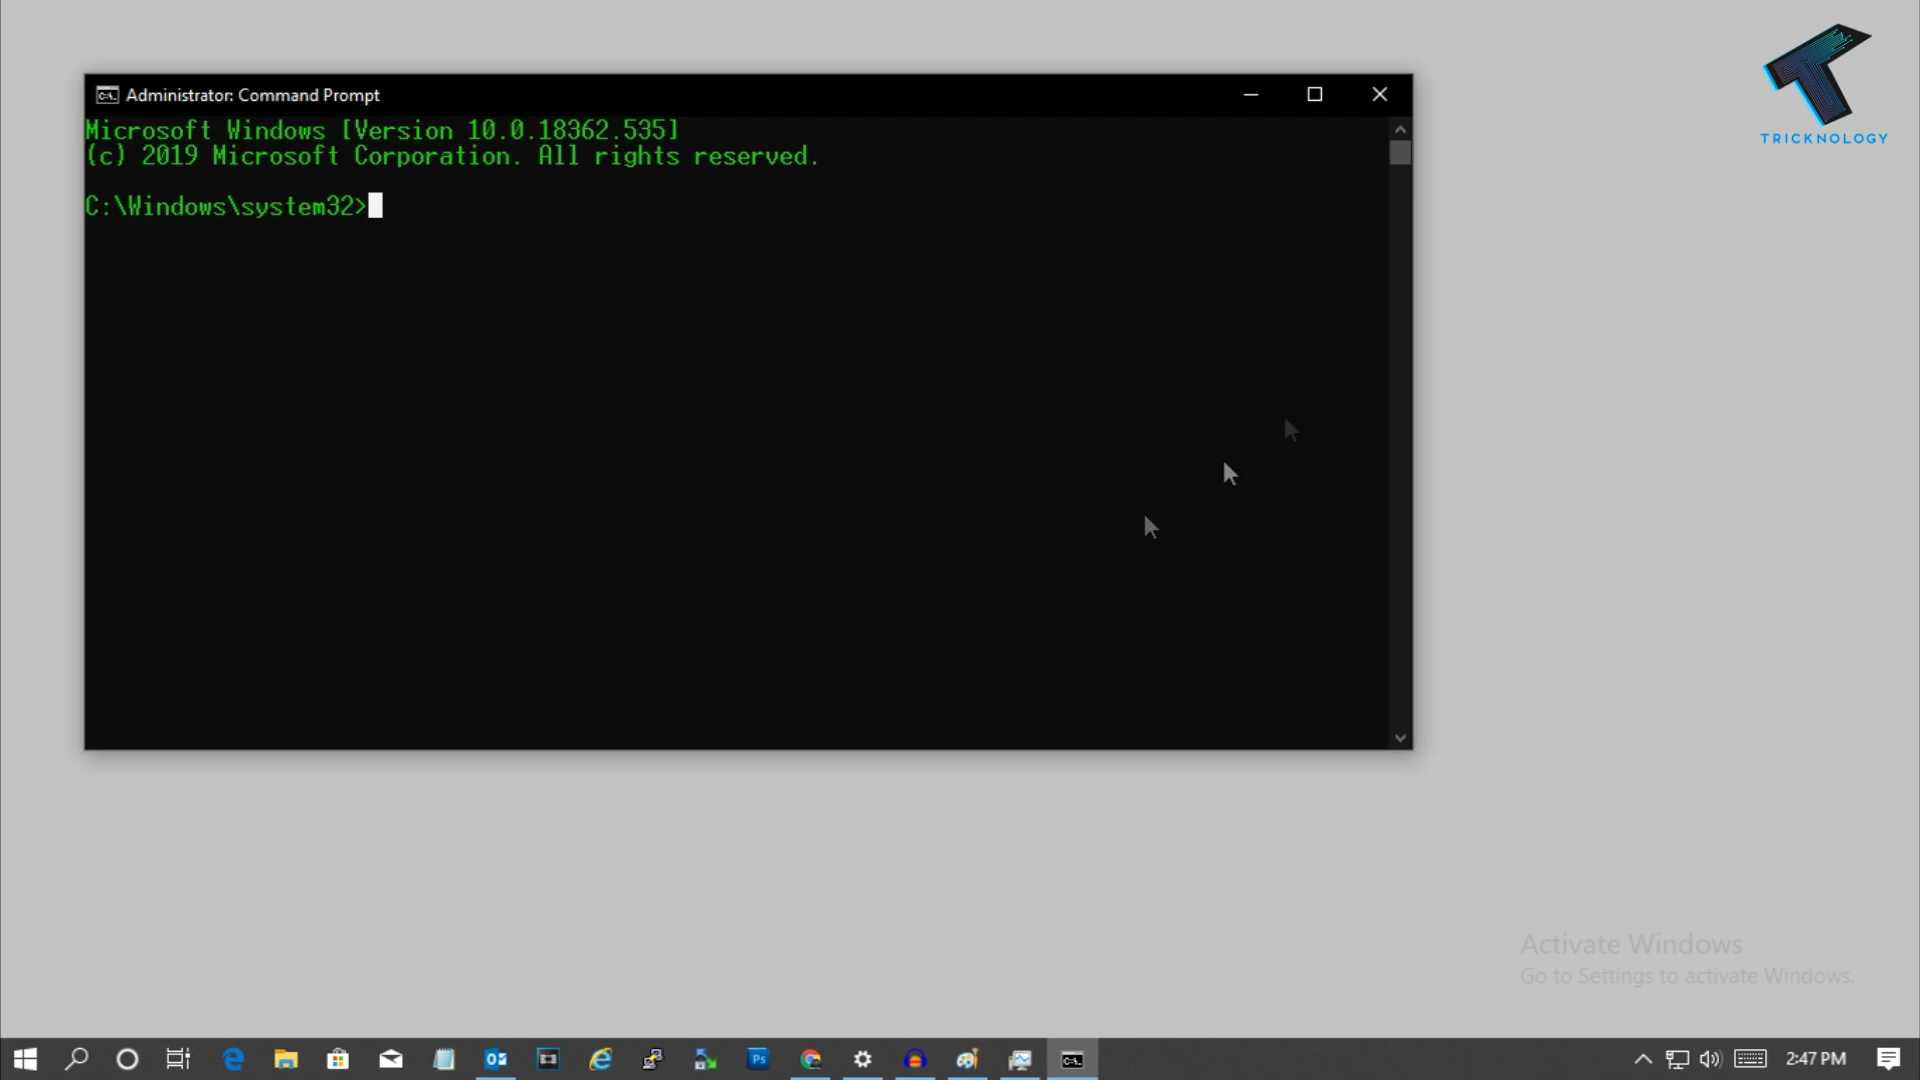 TRICKNOLOGY
Administrator: Command Prompt
Microsoft Windows [Version 10.0.18362.535]
(c) 2019 Microsoft Corporation. All rights reserved.
C:\Windows\system32>
Activate Windows
Go to Settings to activate Windows.
Ps
2:47 PM